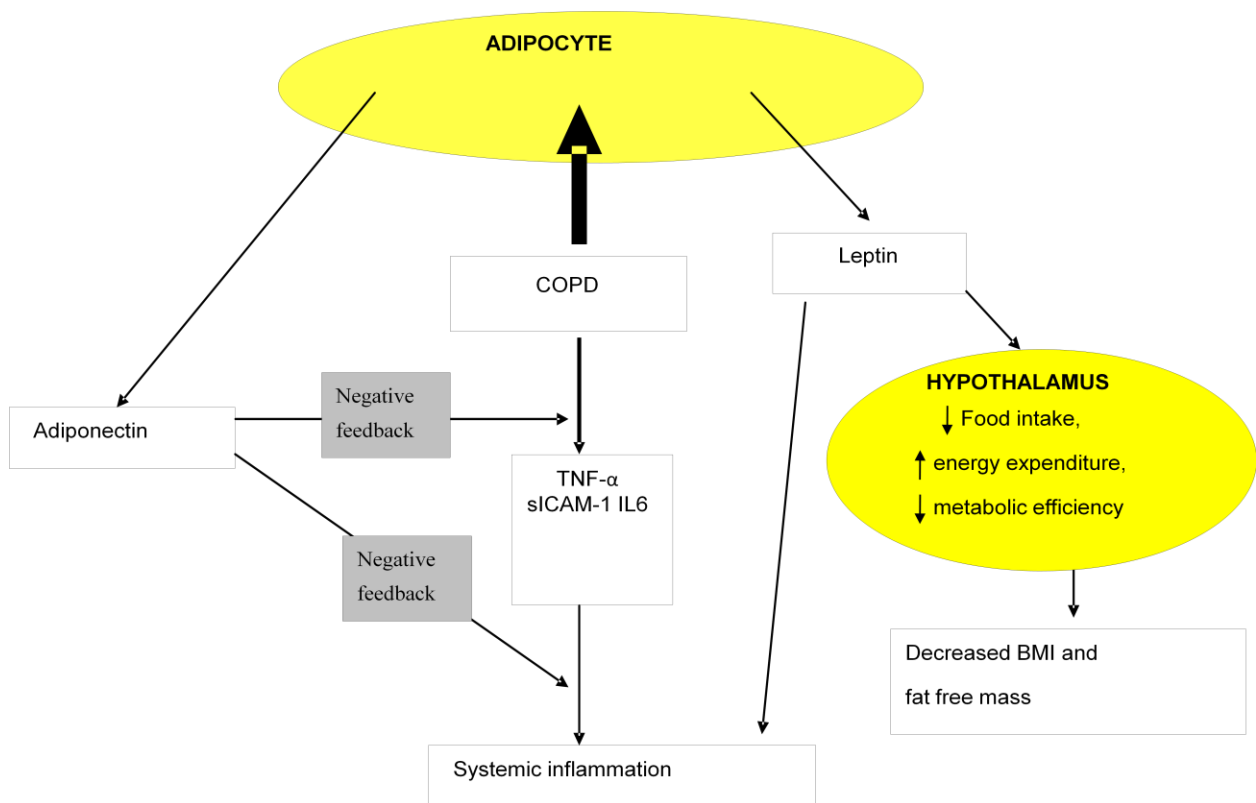 ADIPOCYTE
Leptin
COPD
HYPOTHALAMUS
↓ Food intake,
↑ energy expenditure,
↓ metabolic efficiency
Negative
feedback
Adiponectin
TNF-α
sICAM-1 IL6
Negative
feedback
Decreased BMI and
fat free mass
Systemic inflammation